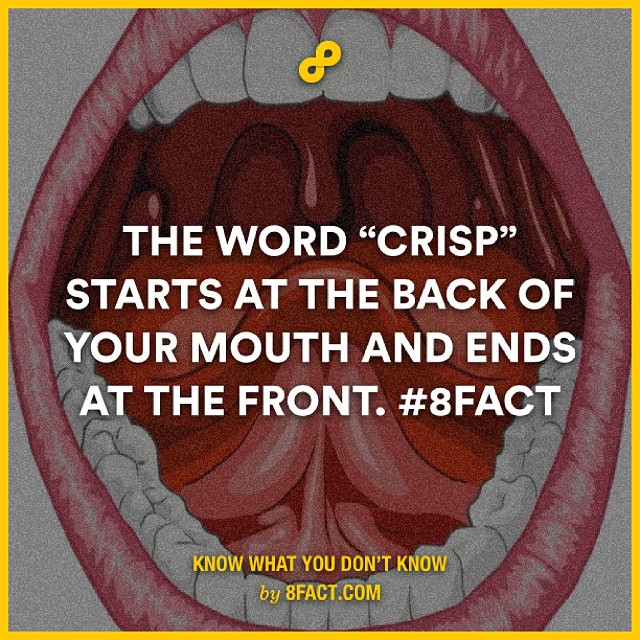 THE WORD “CRISP”
STARTS AT THE BACK OF
YOUR MOUTH AND ENDS
AT THE FRONT. #8FACT
KNOW WHAT YOU DON'T KNOW
by 8FACT.COM